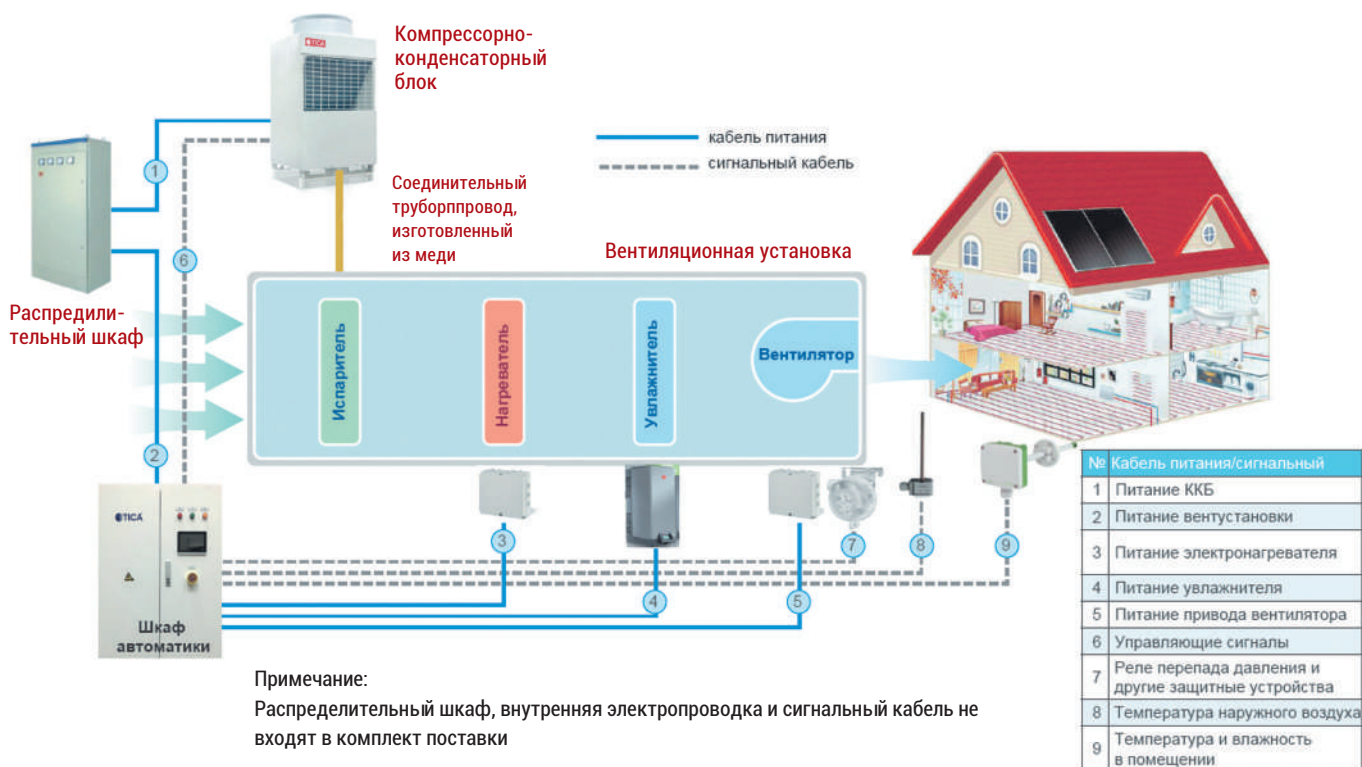 TICA
Компрессорно-
конденсаторный
блок
кабель питания
сигнальный кабель
1
6
Соединительный
труборппровод,
изготовленный
из меди
Вентиляционная установка
Распредили-
тельный шкаф
Испаритель
Нагреватель
Увлажнитель
Вентилятор
2
TICA
Шкаф
автоматики
3
4
5
7
8
9
№ Кабель питания/сигнальный
1 Питание ККБ
2 Питание вентустановки
3 Питание электронагревателя
4 Питание увлажнителя
5 Питание привода вентилятора
6 Управляющие сигналы
7 Реле перепада давления и
другие защитные устройства
8 Температура наружного воздуха
9 Температура и влажность
в помещении
Примечание:
Распределительный шкаф, внутренняя электропроводка и сигнальный кабель не
входят в комплект поставки